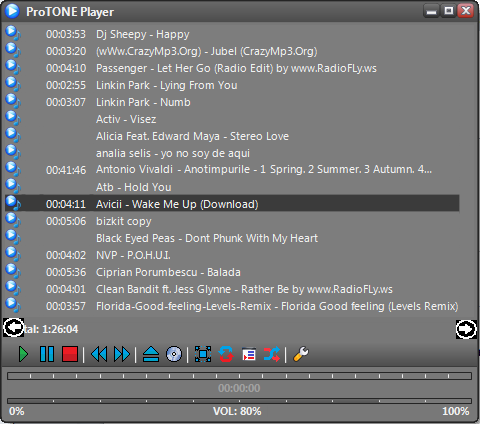 ProTONE Player
00:03:53 Dj Sheepy - Happy
00:03:20 (wWw.CrazyMp3.Org) - Jubel (CrazyMp3.Org)
00:04:10 Passenger - Let Her Go (Radio Edit) by www.RadioFLy.ws
00:02:55 Linkin Park - Lying From You
00:03:07 Linkin Park - Numb
Activ - Visez
Alicia Feat. Edward Maya - Stereo Love
analia selis - yo no soy de aqui
00:41:46 Antonio Vivaldi - Anotimpurile - 1 Spring. 2 Summer. 3 Autumn. 4...
Atb - Hold You
00:04:11 Avicii - Wake Me Up (Download)
00:05:06 bizkit copy
Black Eyed Peas - Dont Phunk With My Heart
00:04:02 NVP - P.O.H.U.I.
00:05:36 Ciprian Porumbescu - Balada
00:04:01 Clean Bandit ft. Jess Glynne - Rather Be by www.RadioFLy.ws
00:03:57 Florida-Good-feeling-Levels-Remix - Florida Good feeling (Levels Remix)
tal: 1:26:04
00:00:00
0% VOL: 80% 100%